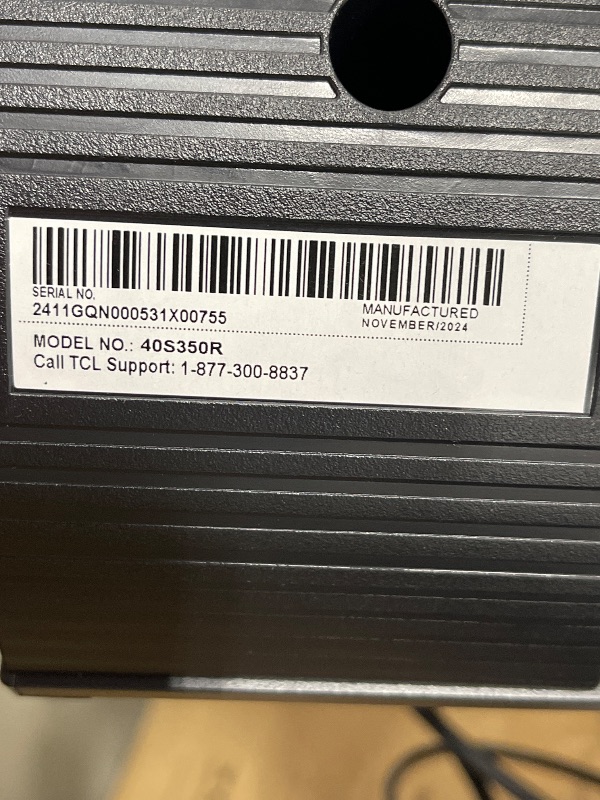 SERIAL NO.
2411GQN000531X00755
MANUFACTURED
NOVEMBER/2024
MODEL NO.: 40S350R
Call TCL Support: 1-877-300-8837